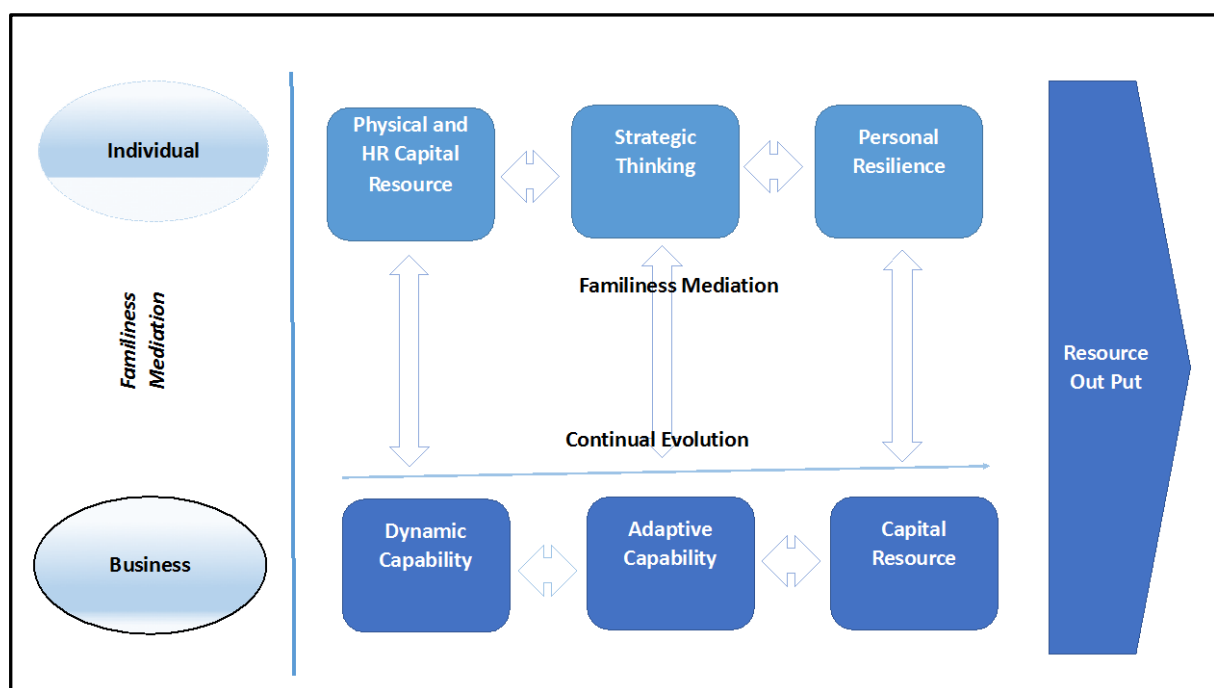 Individual
Physical and
HR Capital
Resource
Strategic
Thinking
Personal
Resilience
Familiness
Mediation
Familiness Mediation
Continual Evolution
Resource
Out Put
Business
Dynamic
Capability
Adaptive
Capability
Capital
Resource